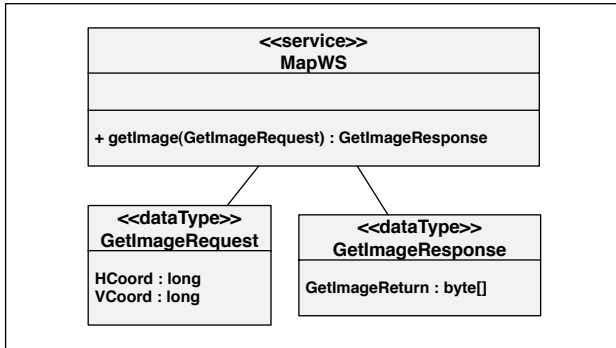 <<service>>
MapWS
+ getImage(GetImageRequest) : GetImageResponse
<<dataType>>
GetImageRequest
HCoord : long
VCoord : long
<<dataType>>
GetImageResponse
GetImageReturn : byte[]